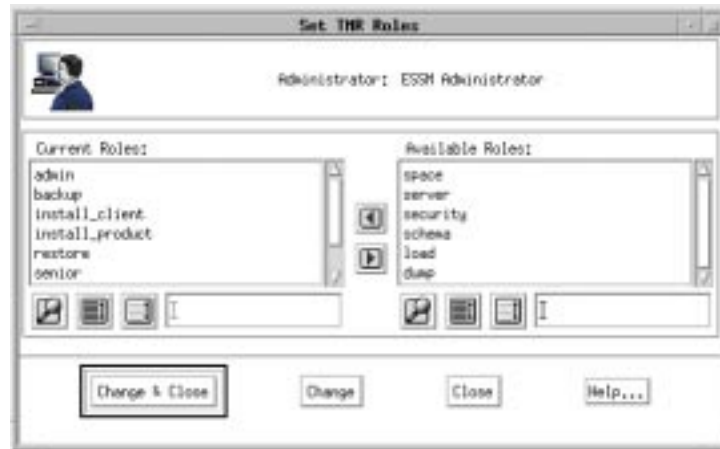 Set TMR Roles
Administrator: ESSM Administrator
Current Roles:
admin
backup
install_client
install_product
restore
senior
Available Roles:
space
server
security
schema
load
dump
Change & Close
Change
Close
Help...